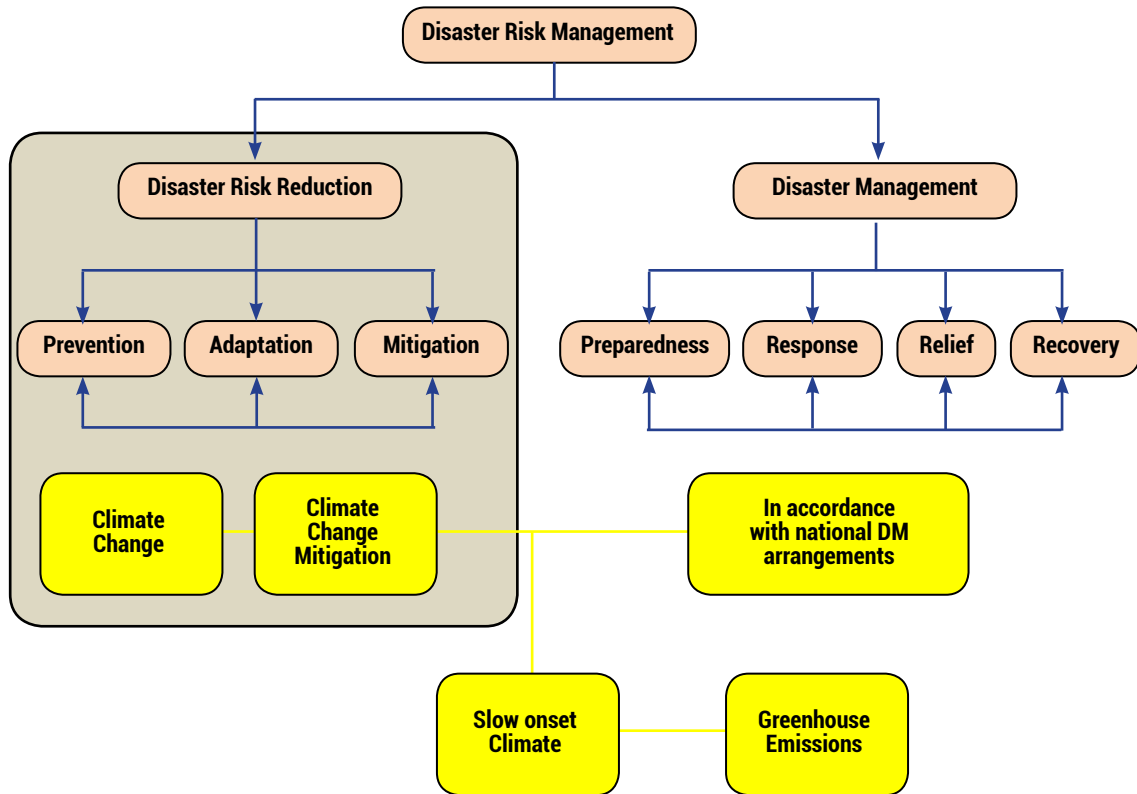 Disaster Risk Management
Disaster Risk Reduction
Disaster Management
Prevention
Adaptation
Mitigation
Preparedness
Response
Relief
Recovery
Climate
Change
Climate
Change
Mitigation
In accordance
with national DM
arrangements
Slow onset
Climate
Greenhouse
Emissions